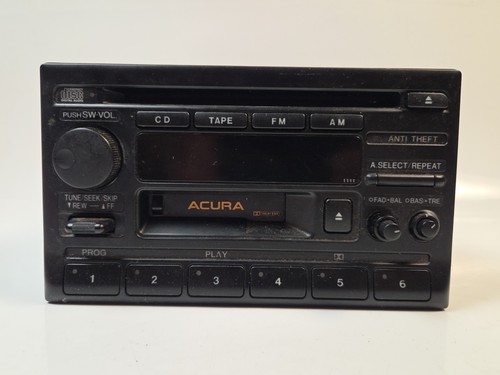 DISC
PUSH SW·VOL
CD TAPE FM AM
ANTI THEFT
A.SELECT/REPEAT
TUNE/SEEK/SKIP
▼REW — ▲FF
ACURA
FAD•BAL BAS•TRE
PROG PLAY
1 2 3 4 5 6